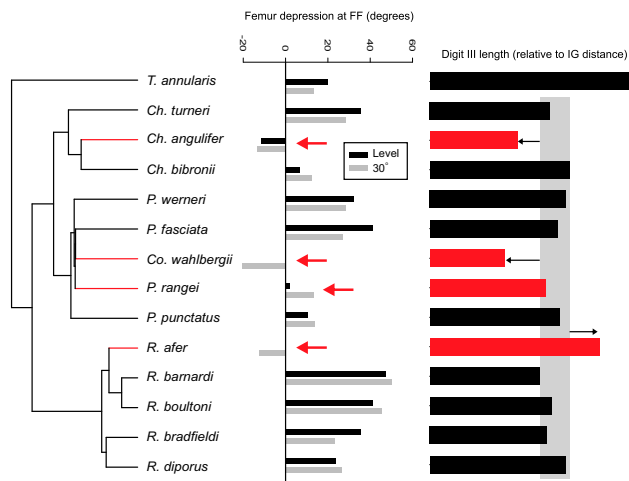 Femur depression at FF (degrees)
-20 0 20 40 60
Digit III length (relative to IG distance)
T. annularis
Ch. turneri
Ch. angulifer
Level
30°
Ch. bibronii
P. werneri
P. fasciata
Co. wahlbergii
P. rangei
P. punctatus
R. afer
R. barnardi
R. boultoni
R. bradfieldi
R. diporus